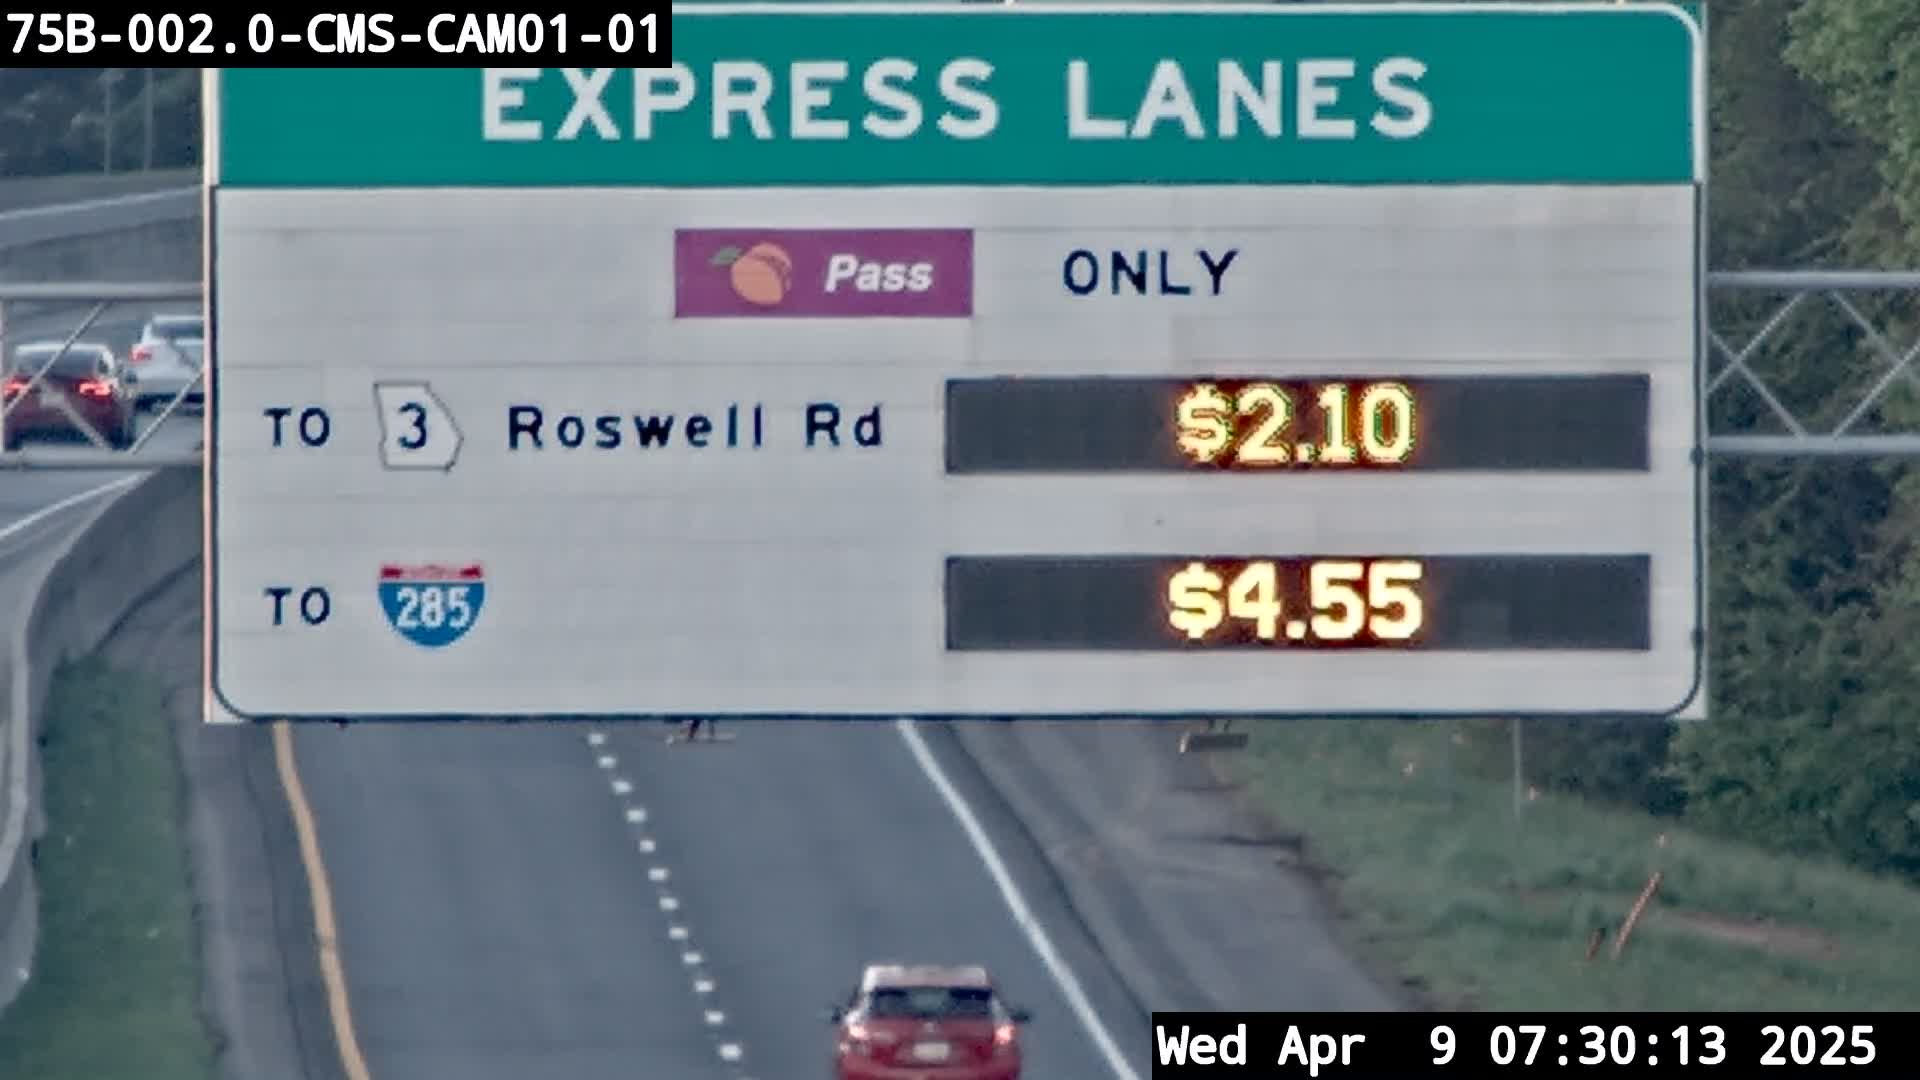 75B-002.0-CMS-CAM01-01
EXPRESS LANES
Pass ONLY
TO 3 Roswell Rd $2.10
TO 285 $4.55
Wed Apr 9 07:30:13 2025